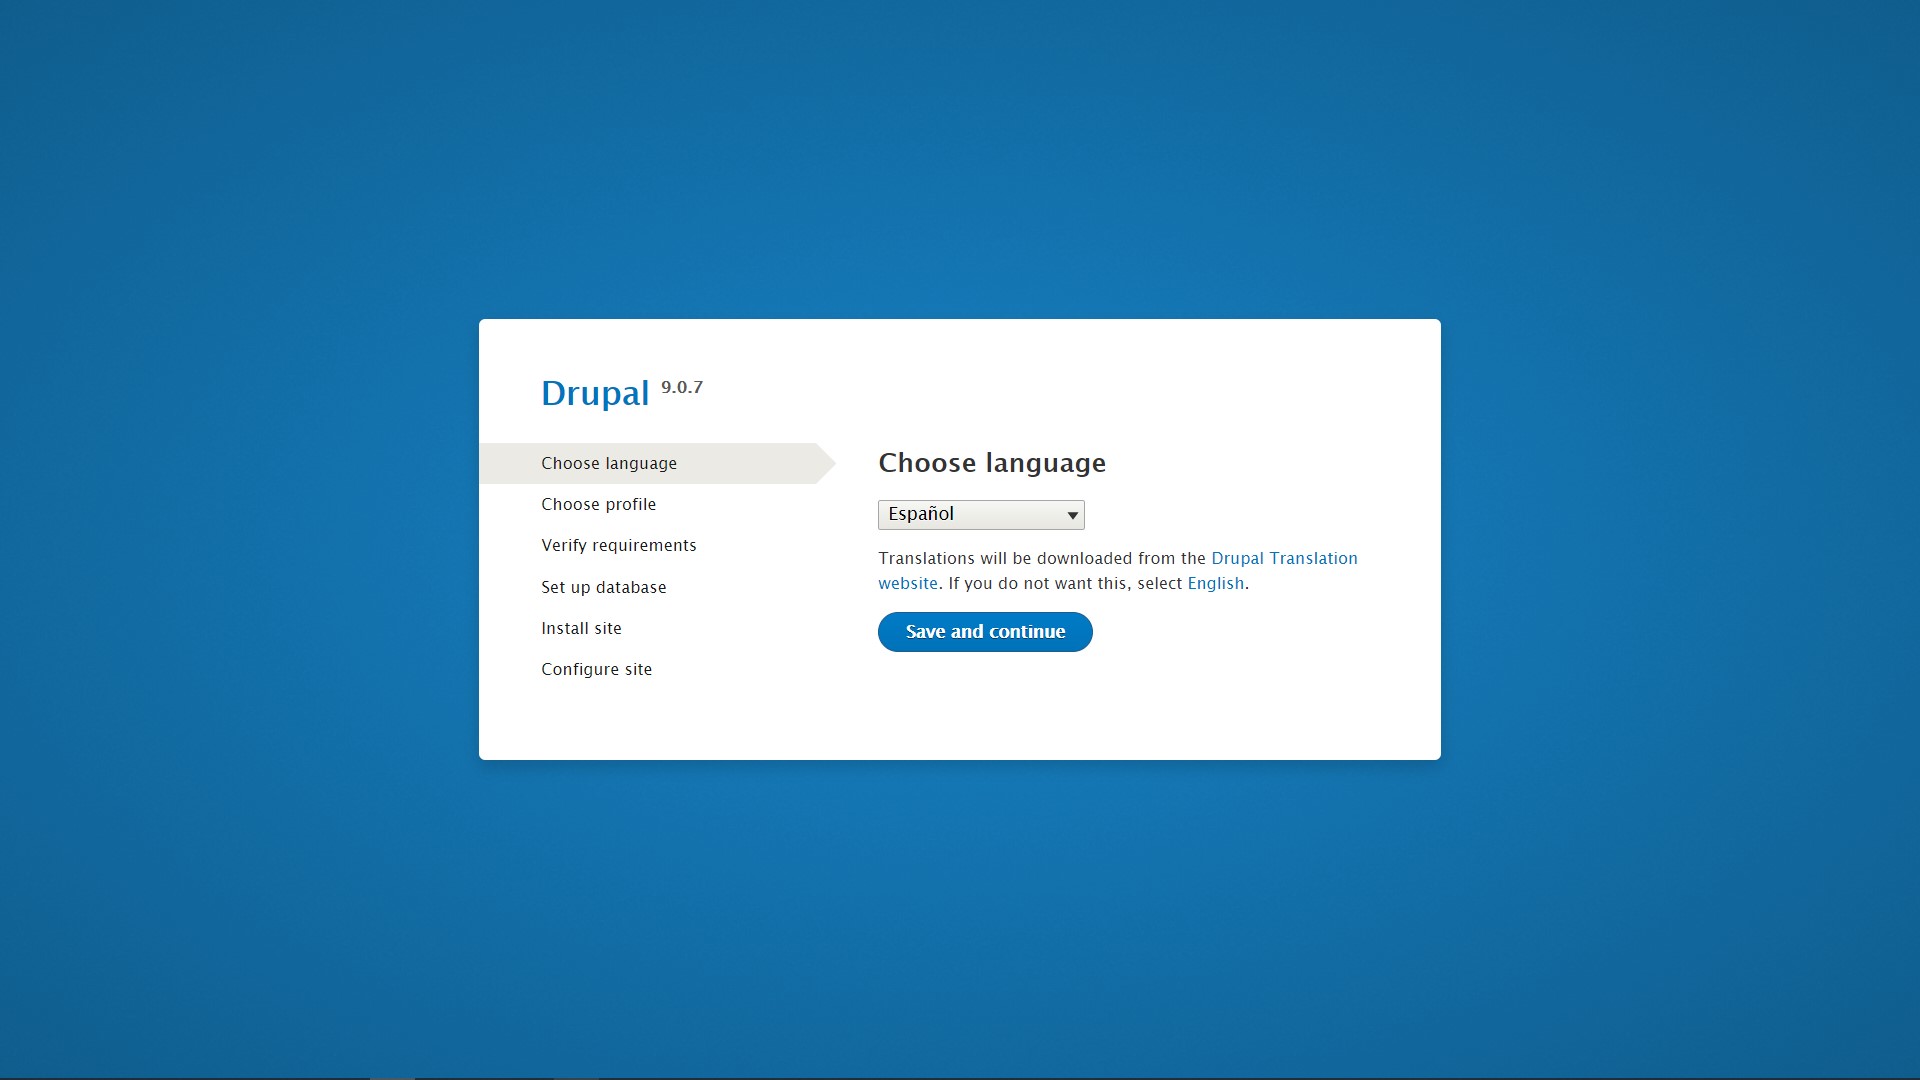 Drupal 9.0.7
Choose language
Choose profile
Verify requirements
Set up database
Install site
Configure site
Choose language
Español
Translations will be downloaded from the Drupal Translation
website. If you do not want this, select English.
Save and continue